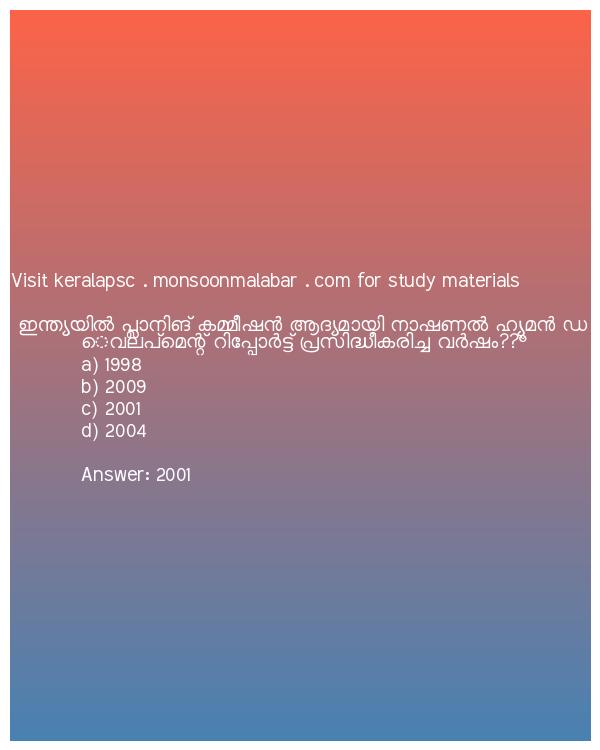 Visit keralapsc . monsoonmalabar . com for study materials
ഇന്ത്യയിൽ പ്ലാനിങ് കമ്മീഷൻ ആദ്യമായി നാഷണൽ ഹ്യൂമൻ ഡ
െവലപ്മെന്റ് റിപ്പോർട്ട് പ്രസിദ്ധീകരിച്ച വർഷം??
a) 1998
b) 2009
c) 2001
d) 2004
Answer: 2001